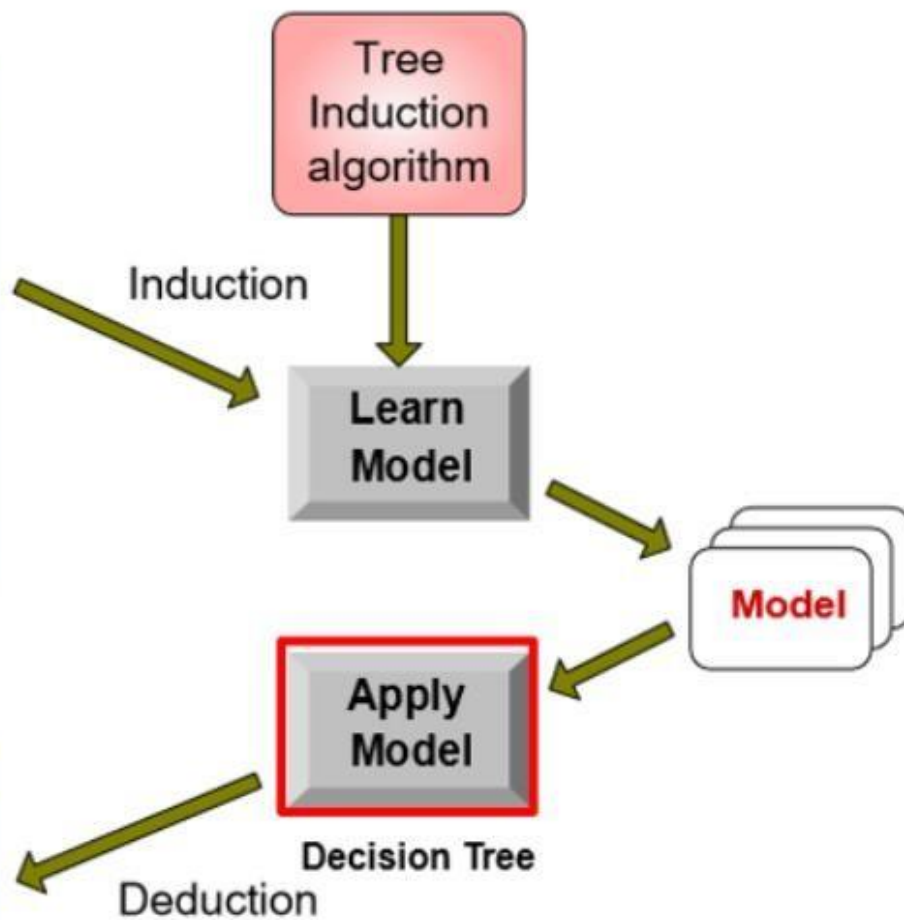 Tree
Induction
algorithm
Induction
Learn
Model
Model
Apply
Model
Decision Tree
Deduction